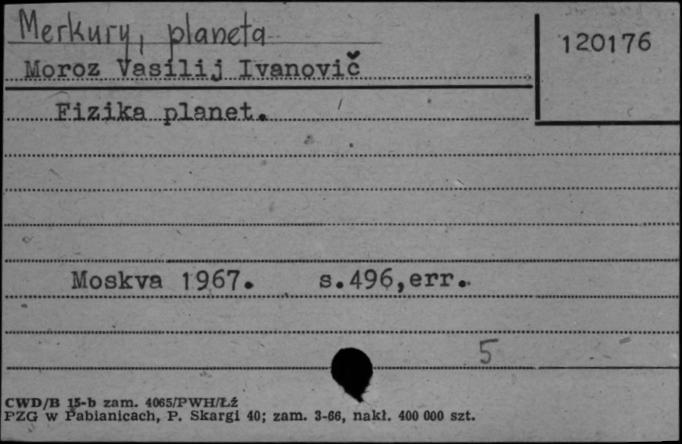 Merkury, planeta
120176
Moroz Vasilij Ivanovič
Fizika planet.
Moskva 1967. s.496,err.
5
CWD/B 15-b zam. 4065/PWH/Łź
PZG w Pabianicach, P. Skargi 40; zam. 3-66, nakł. 400 000 szt.